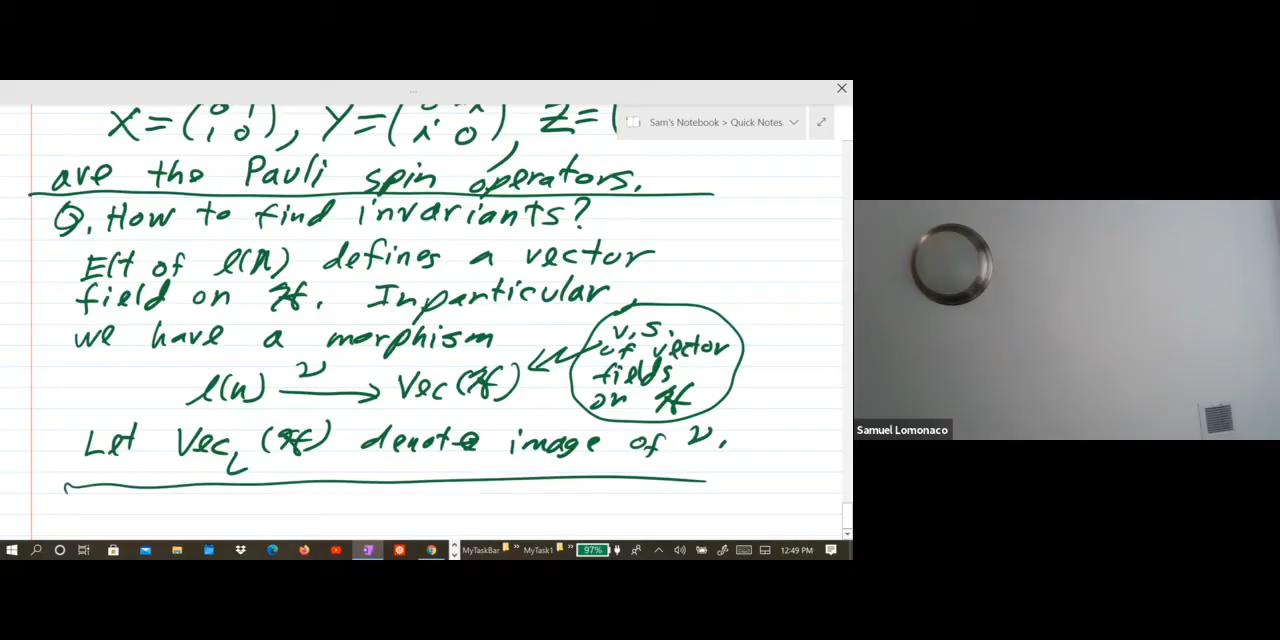 X = (0 1 1 0), Y = ( i 0), Z = (
Sam's Notebook > Quick Notes
are the Pauli spin operators.
Q. How to find invariants?
Elt of ℓ(n) defines a vector
field on ℋ. In particular,
we have a morphism
ℓ(n) —ν→ Vec(ℋ)
v.s.
of vector
fields
on ℋ
Let Vec_L(ℋ) denote image of ν.
Samuel Lomonaco
MyTaskBar
MyTask1
97%
12:49 PM